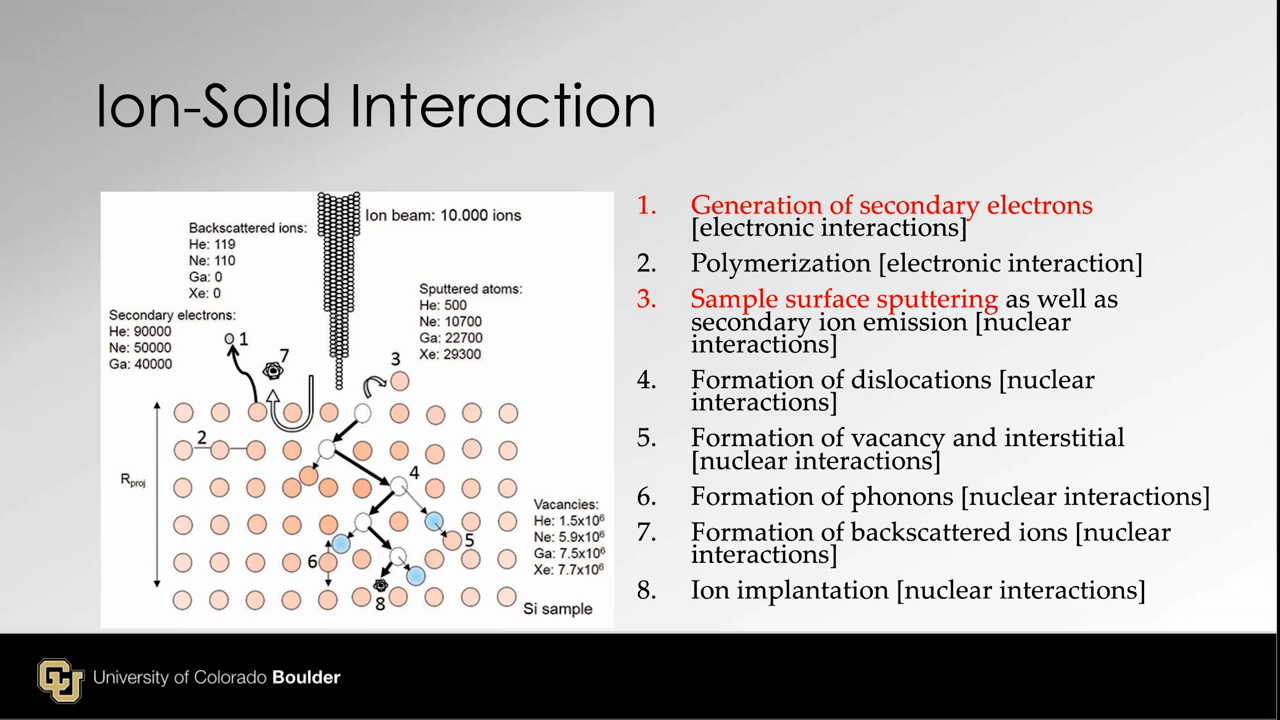 Ion-Solid Interaction
Ion beam: 10.000 ions
Backscattered ions:
He: 119
Ne: 110
Ga: 0
Xe: 0
Sputtered atoms:
He: 500
Ne: 10700
Ga: 22700
Xe: 29300
Secondary electrons:
He: 90000
Ne: 50000
Ga: 40000
1
7
3
2
4
R proj
Vacancies:
He: 1.5x10⁶
Ne: 5.9x10⁶
Ga: 7.5x10⁶
Xe: 7.7x10⁶
5
6
8
Si sample
1. Generation of secondary electrons
[electronic interactions]
2. Polymerization [electronic interaction]
3. Sample surface sputtering as well as
secondary ion emission [nuclear
interactions]
4. Formation of dislocations [nuclear
interactions]
5. Formation of vacancy and interstitial
[nuclear interactions]
6. Formation of phonons [nuclear interactions]
7. Formation of backscattered ions [nuclear
interactions]
8. Ion implantation [nuclear interactions]
CU
University of Colorado Boulder